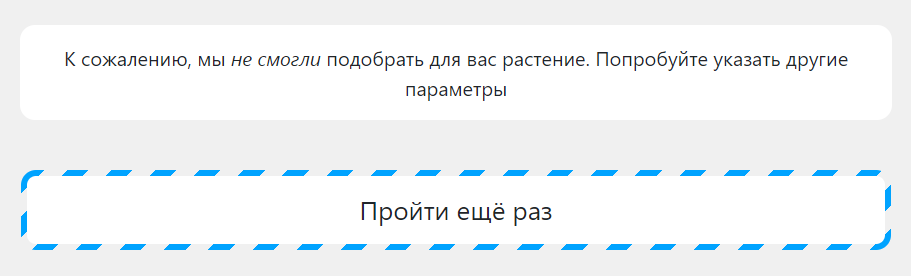 К сожалению, мы не смогли подобрать для вас растение. Попробуйте указать другие
параметры
Пройти ещё раз